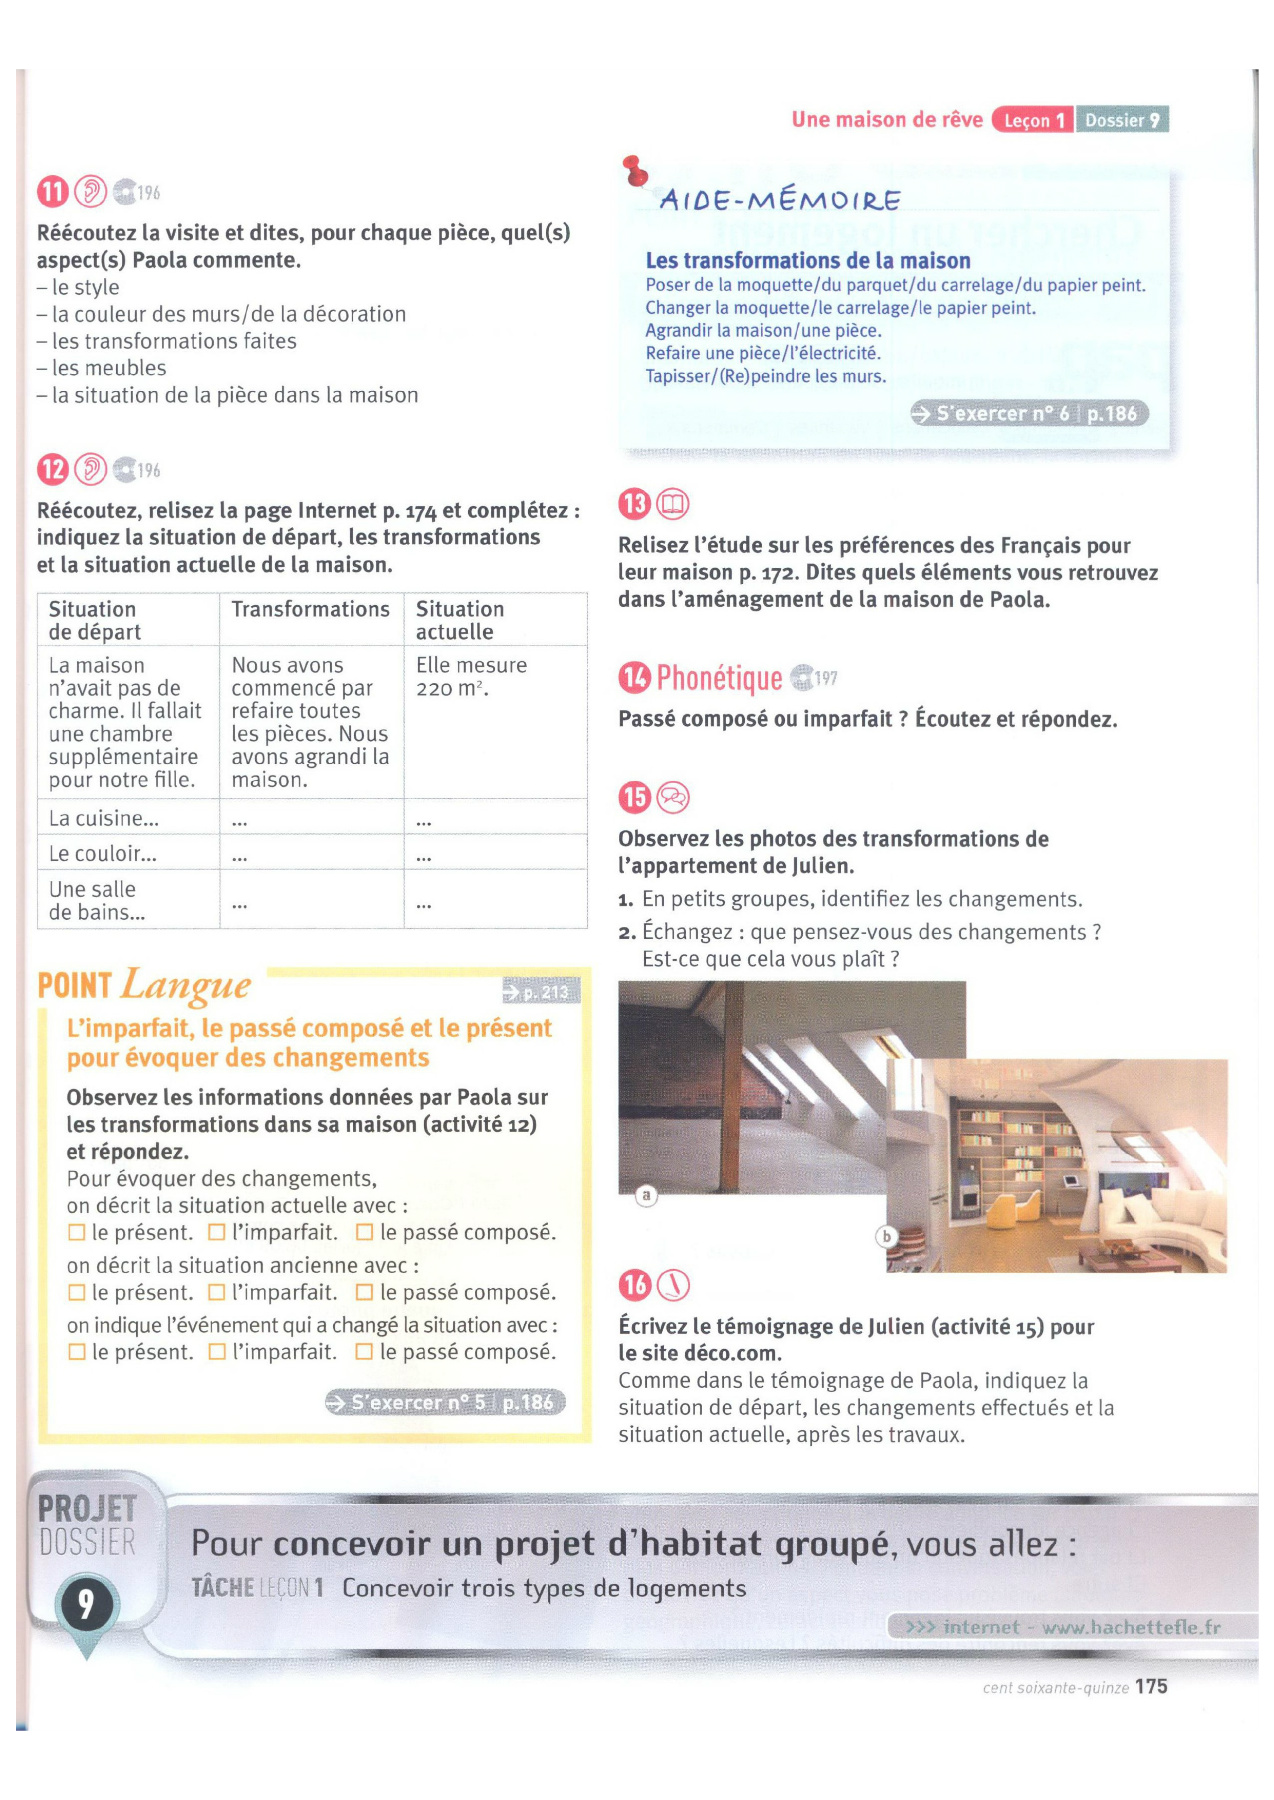 Une maison de rêve Leçon 1 Dossier 9
11 196
Réécoutez la visite et dites, pour chaque pièce, quel(s)
aspect(s) Paola commente.
– le style
– la couleur des murs/de la décoration
– les transformations faites
– les meubles
– la situation de la pièce dans la maison
12 196
Réécoutez, relisez la page Internet p. 174 et complétez :
indiquez la situation de départ, les transformations
et la situation actuelle de la maison.
Situation
de départ
Transformations
Situation
actuelle
La maison
n'avait pas de
charme. Il fallait
une chambre
supplémentaire
pour notre fille.
Nous avons
commencé par
refaire toutes
les pièces. Nous
avons agrandi la
maison.
Elle mesure
220 m².
La cuisine... ... ...
Le couloir... ... ...
Une salle
de bains...
... ...
POINT Langue
→ p. 213
L'imparfait, le passé composé et le présent
pour évoquer des changements
Observez les informations données par Paola sur
les transformations dans sa maison (activité 12)
et répondez.
Pour évoquer des changements,
on décrit la situation actuelle avec :
☐ le présent. ☐ l'imparfait. ☐ le passé composé.
on décrit la situation ancienne avec :
☐ le présent. ☐ l'imparfait. ☐ le passé composé.
on indique l'événement qui a changé la situation avec :
☐ le présent. ☐ l'imparfait. ☐ le passé composé.
→ S'exercer n° 5 | p.186
AIDE-MÉMOIRE
Les transformations de la maison
Poser de la moquette/du parquet/du carrelage/du papier peint.
Changer la moquette/le carrelage/le papier peint.
Agrandir la maison/une pièce.
Refaire une pièce/l'électricité.
Tapisser/(Re)peindre les murs.
→ S'exercer n° 6 | p.186
13
Relisez l'étude sur les préférences des Français pour
leur maison p. 172. Dites quels éléments vous retrouvez
dans l'aménagement de la maison de Paola.
14 Phonétique 197
Passé composé ou imparfait ? Écoutez et répondez.
15
Observez les photos des transformations de
l'appartement de Julien.
1. En petits groupes, identifiez les changements.
2. Échangez : que pensez-vous des changements ?
Est-ce que cela vous plaît ?
a
b
16
Écrivez le témoignage de Julien (activité 15) pour
le site déco.com.
Comme dans le témoignage de Paola, indiquez la
situation de départ, les changements effectués et la
situation actuelle, après les travaux.
PROJET
DOSSIER
9
Pour concevoir un projet d'habitat groupé, vous allez :
TÂCHE LEÇON 1 Concevoir trois types de logements
>>> internet - www.hachettefle.fr
cent soixante-quinze 175